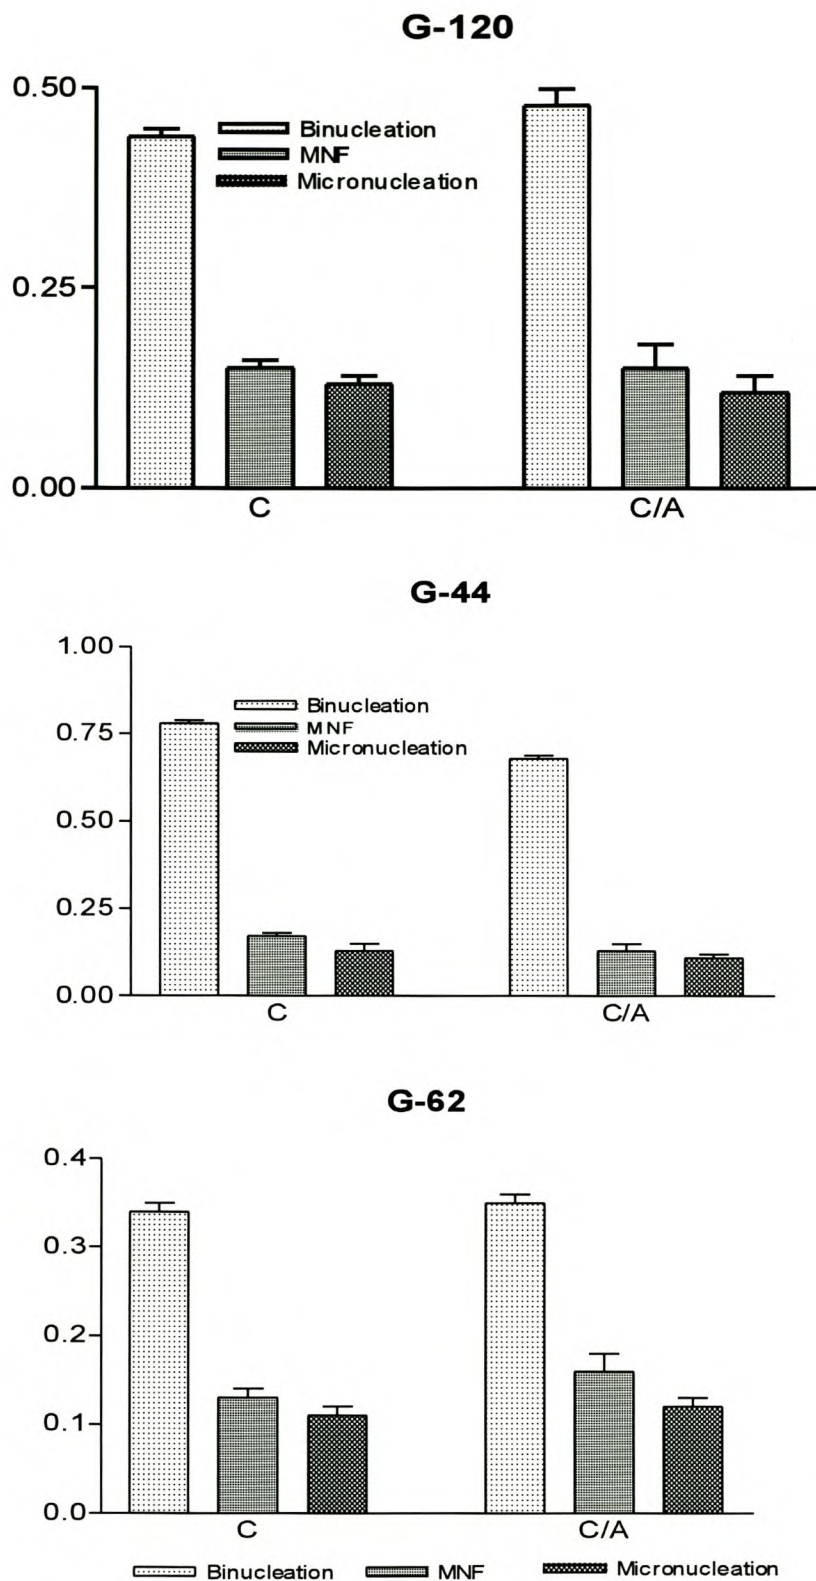 G-120
0.50
Binucleation
MNF
Micronucleation
0.25
0.00
C C/A
G-44
1.00
Binucleation
0.75
MNF
Micronucleation
0.50
0.25
0.00
C C/A
G-62
0.4
0.3
0.2
0.1
0.0
C C/A
Binucleation MNF Micronucleation